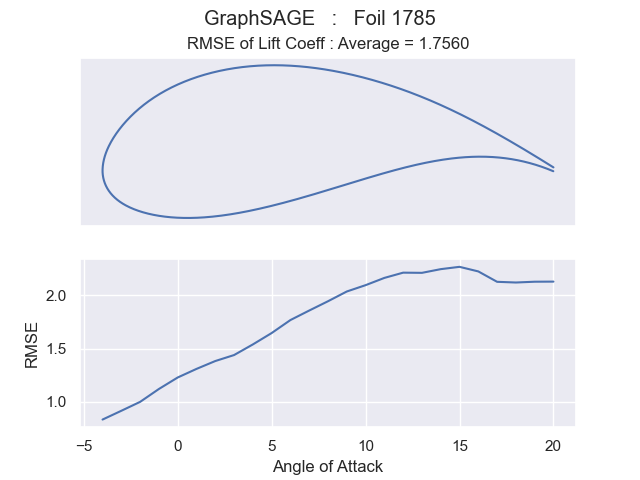 GraphSAGE : Foil 1785
RMSE of Lift Coeff : Average = 1.7560
2.0
1.5
1.0
RMSE
−5 0 5 10 15 20
Angle of Attack